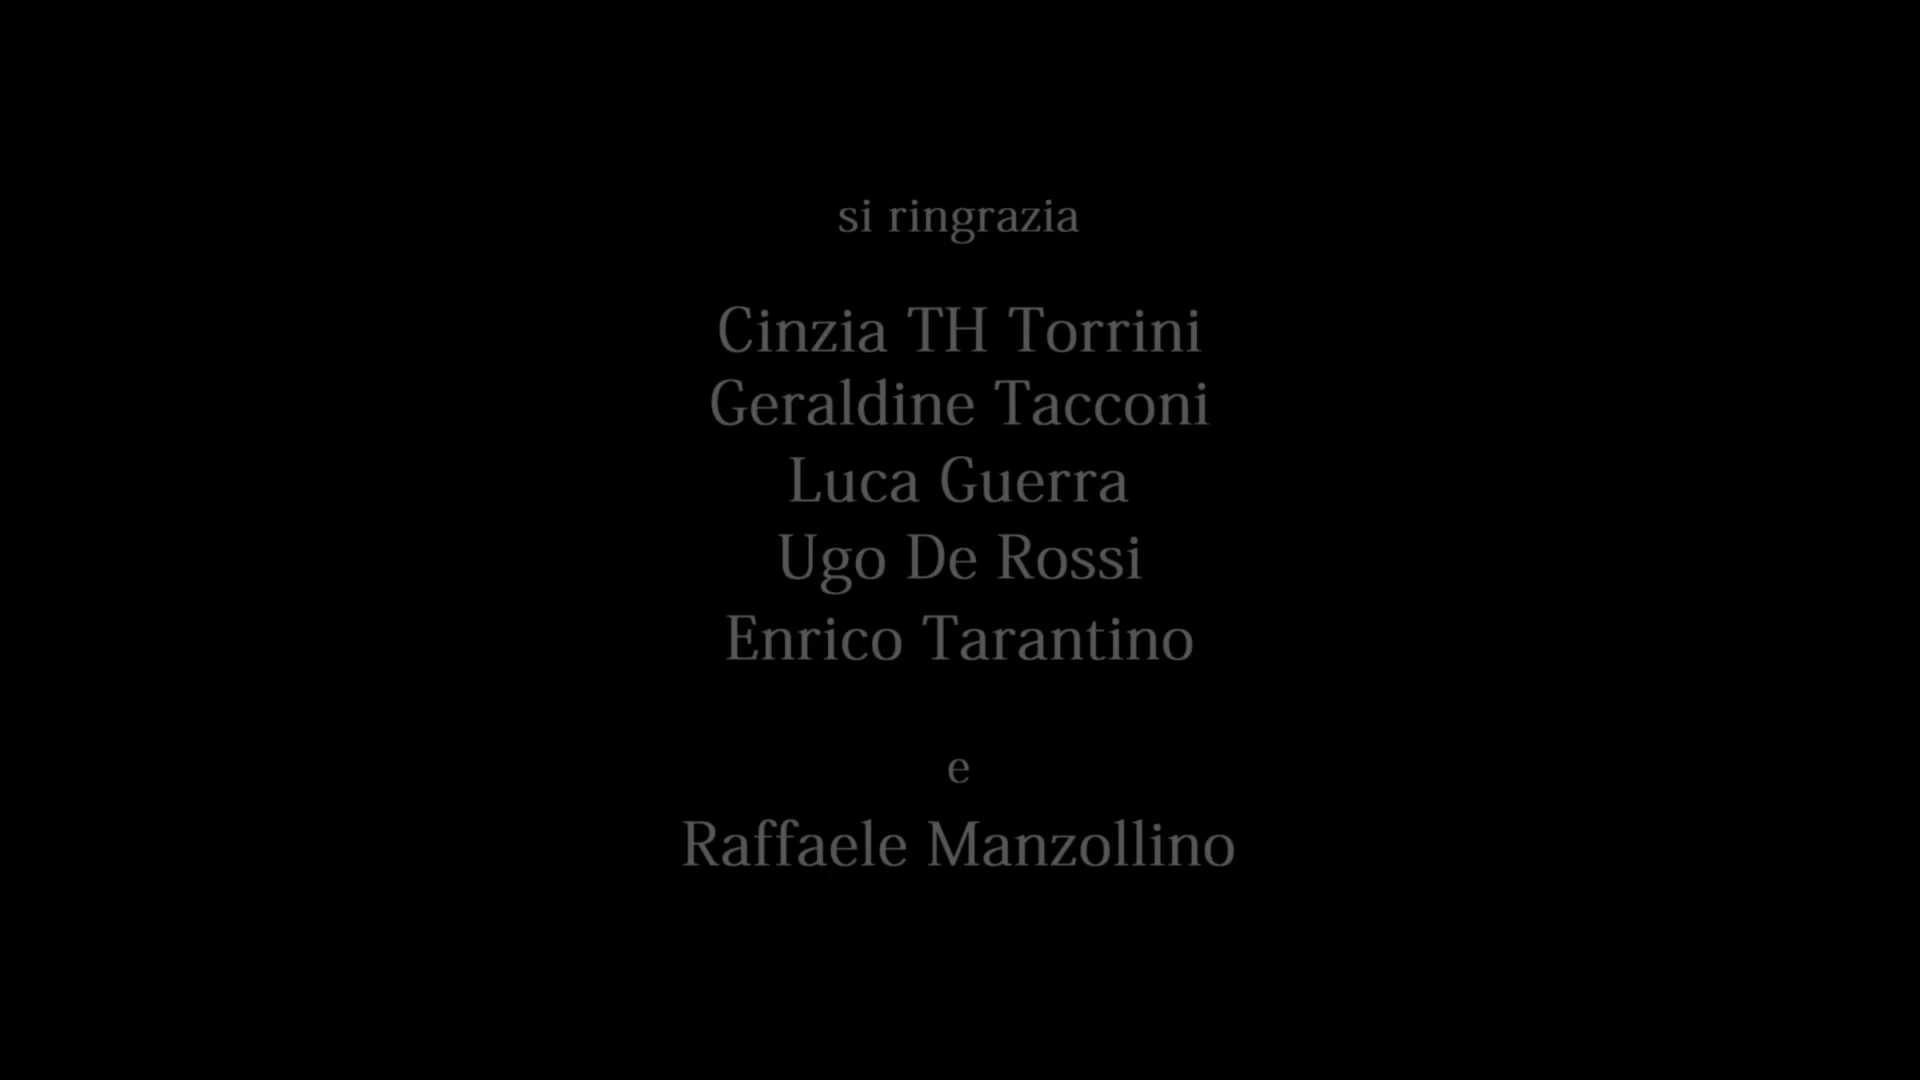 si ringrazia
Cinzia TH Torrini
Geraldine Tacconi
Luca Guerra
Ugo De Rossi
Enrico Tarantino
e
Raffaele Manzollino